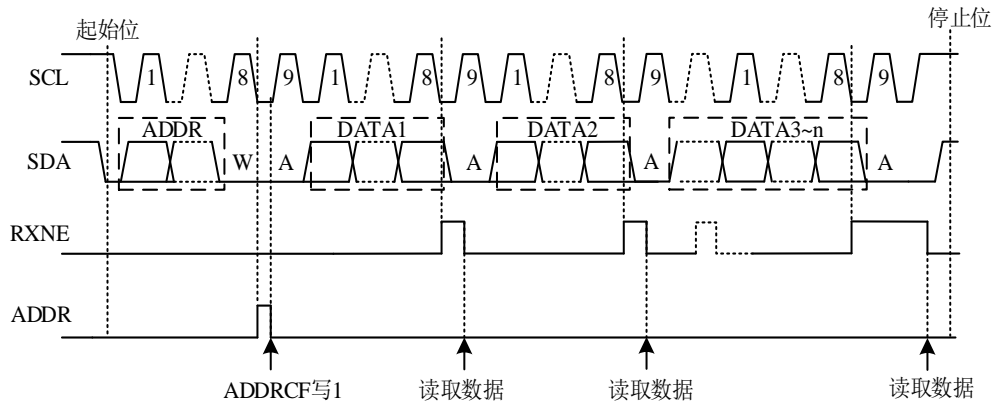 起始位 停止位
SCL 1 8 9 1 8 9 1 8 9 1 8 9
ADDR DATA1 DATA2 DATA3~n
SDA W A A A A
RXNE
ADDR
ADDRCF写1 读取数据 读取数据 读取数据